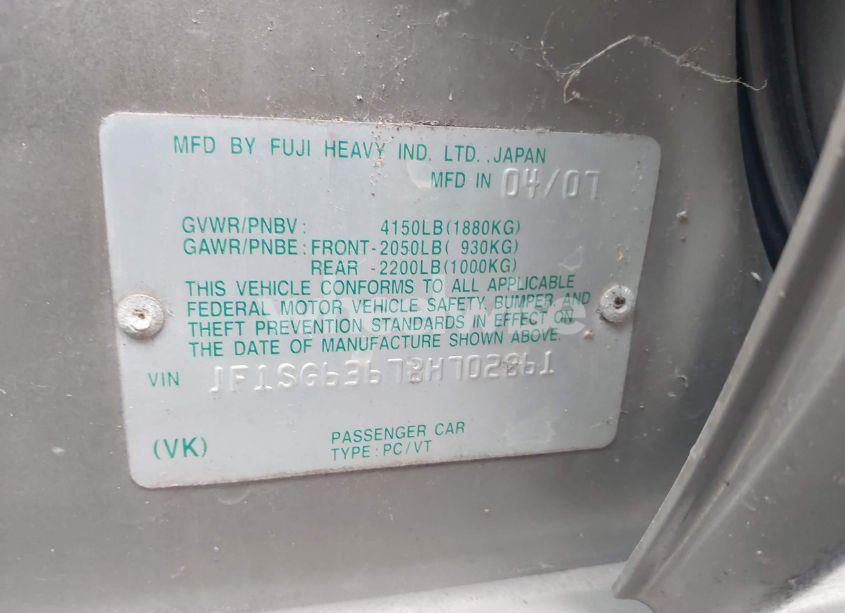 MFD BY FUJI HEAVY IND. LTD., JAPAN
MFD IN 04/07
GVWR/PNBV : 4150LB(1880KG)
GAWR/PNBE : FRONT-2050LB( 930KG)
REAR -2200LB(1000KG)
THIS VEHICLE CONFORMS TO ALL APPLICABLE
FEDERAL MOTOR VEHICLE SAFETY, BUMPER, AND
THEFT PREVENTION STANDARDS IN EFFECT ON
THE DATE OF MANUFACTURE SHOWN ABOVE.
VIN
(VK)
PASSENGER CAR
TYPE : PC/VT